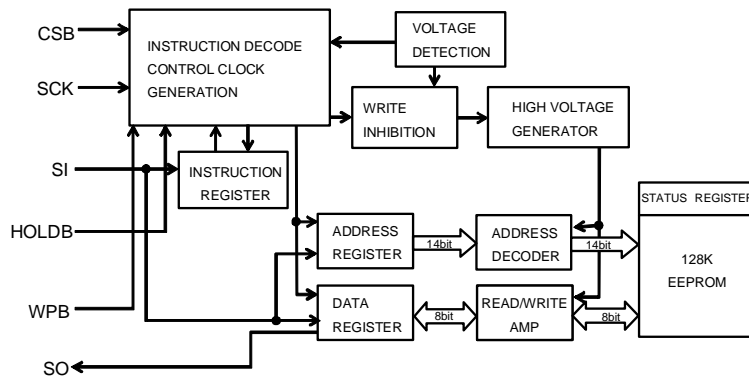 CSB
SCK
SI
HOLDB
WPB
SO
INSTRUCTION DECODE
CONTROL CLOCK
GENERATION
VOLTAGE
DETECTION
WRITE
INHIBITION
HIGH VOLTAGE
GENERATOR
INSTRUCTION
REGISTER
ADDRESS
REGISTER
14bit
ADDRESS
DECODER
14bit
DATA
REGISTER
8bit
READ/WRITE
AMP
8bit
STATUS REGISTER
128K
EEPROM